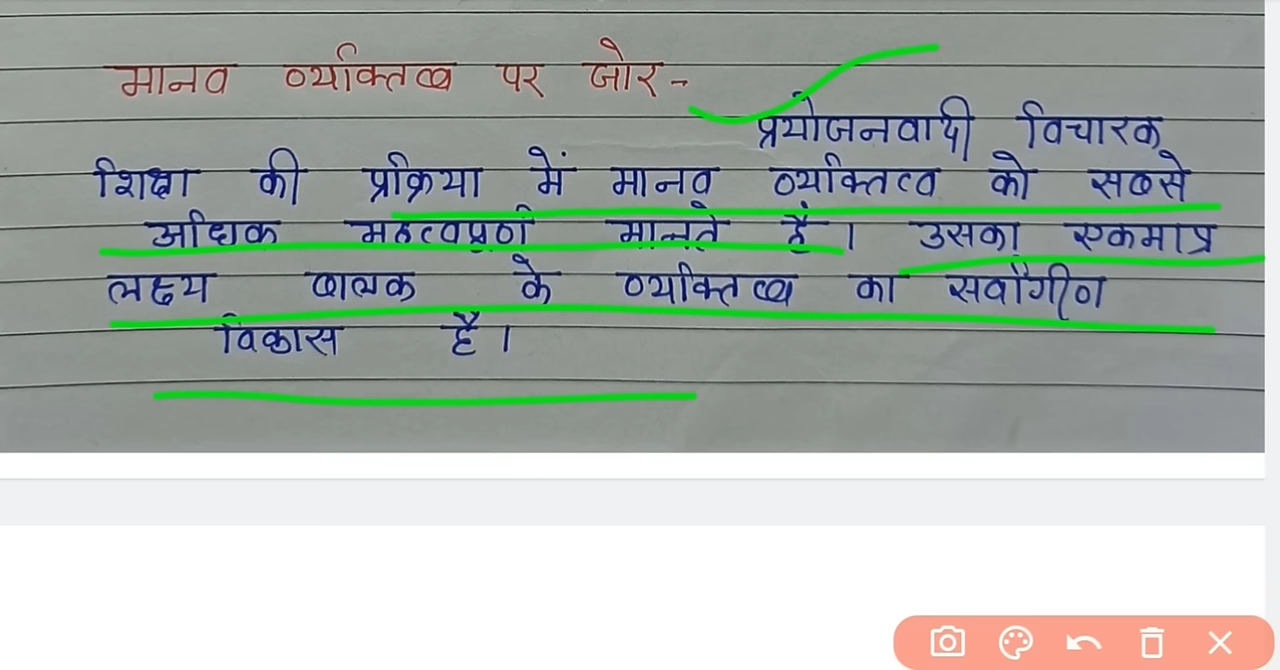 मानव व्यक्तित्व पर जोर-
प्रयोजनवादी विचारक
शिक्षा की प्रक्रिया में मानव व्यक्तित्व को सबसे
अधिक महत्वपूर्ण मानते हैं। उसका एकमात्र
लक्ष्य बालक के व्यक्तित्व का सर्वांगीण
विकास है।